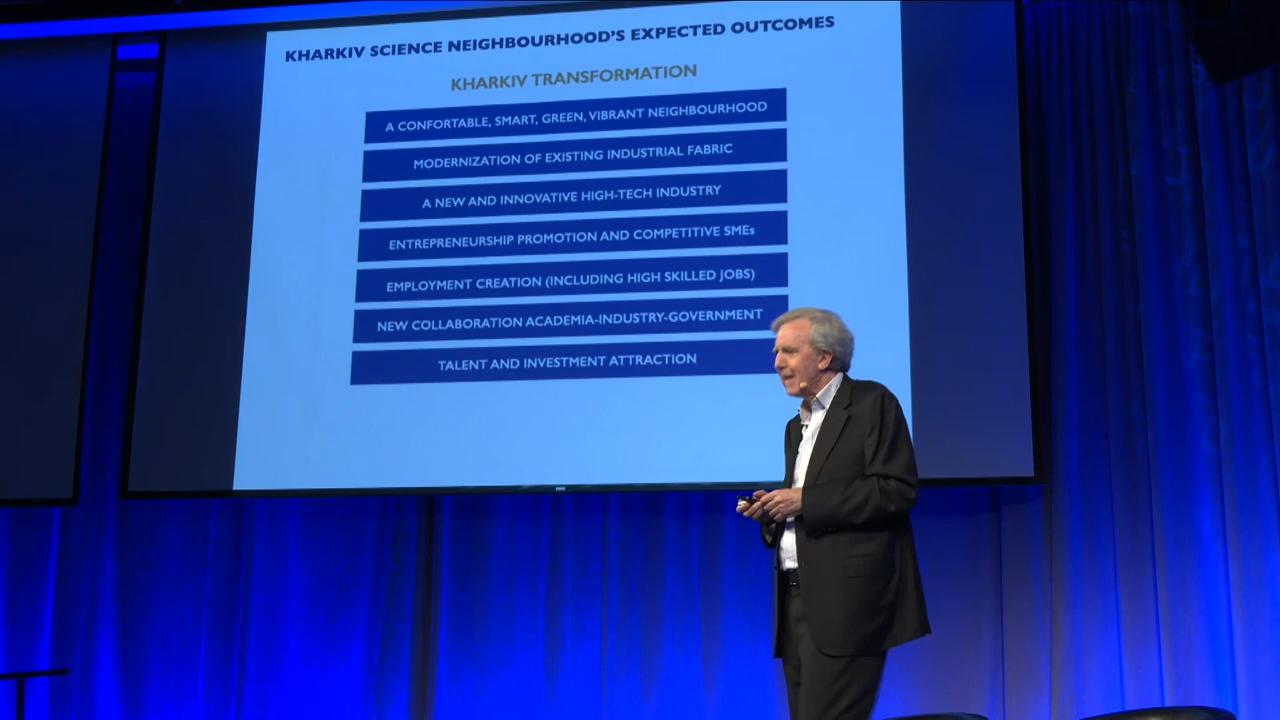 KHARKIV SCIENCE NEIGHBOURHOOD'S EXPECTED OUTCOMES
KHARKIV TRANSFORMATION
A CONFORTABLE, SMART, GREEN, VIBRANT NEIGHBOURHOOD
MODERNIZATION OF EXISTING INDUSTRIAL FABRIC
A NEW AND INNOVATIVE HIGH-TECH INDUSTRY
ENTREPRENEURSHIP PROMOTION AND COMPETITIVE SMEs
EMPLOYMENT CREATION (INCLUDING HIGH SKILLED JOBS)
NEW COLLABORATION ACADEMIA-INDUSTRY-GOVERNMENT
TALENT AND INVESTMENT ATTRACTION